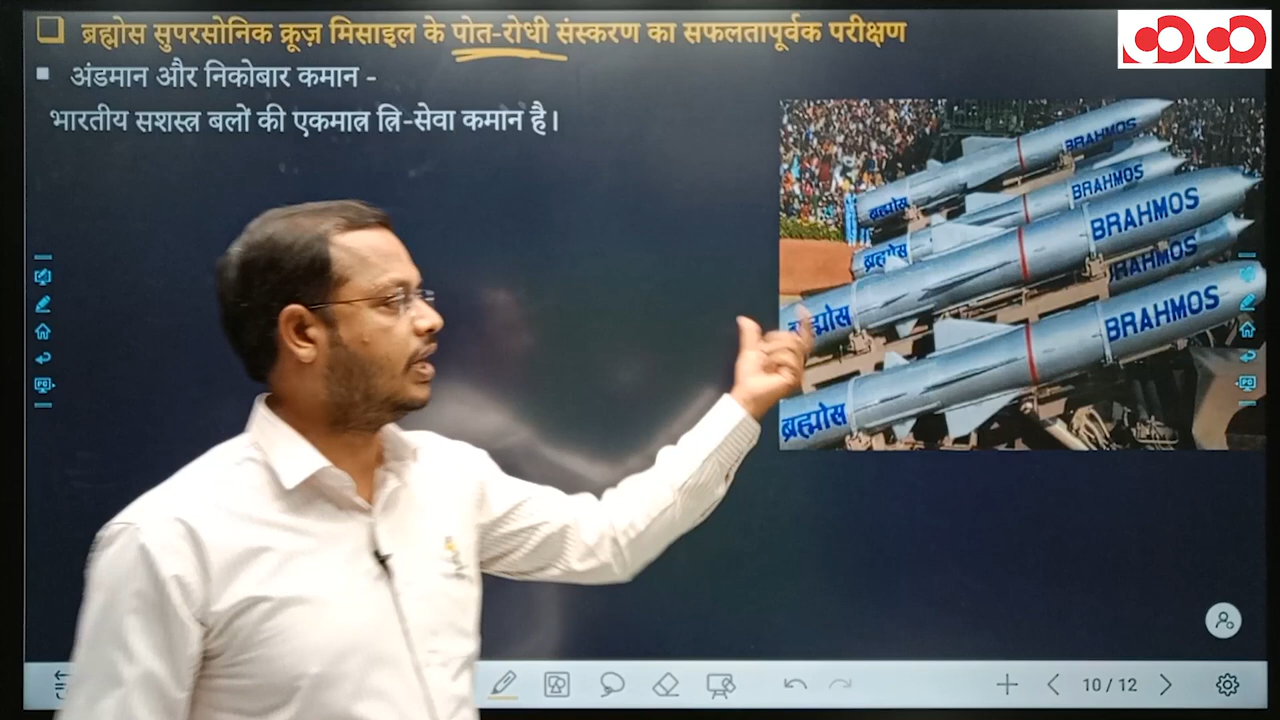 ब्रह्मोस सुपरसोनिक क्रूज़ मिसाइल के पोत-रोधी संस्करण का सफलतापूर्वक परीक्षण
अंडमान और निकोबार कमान -
भारतीय सशस्त्र बलों की एकमात्र त्रि-सेवा कमान है।
BRAHMOS
ब्रह्मोस
BRAHMOS
ब्रह्मोस
BRAHMOS
ब्रह्मोस
BRAHMOS
BRAHMOS
ब्रह्मोस
10 / 12